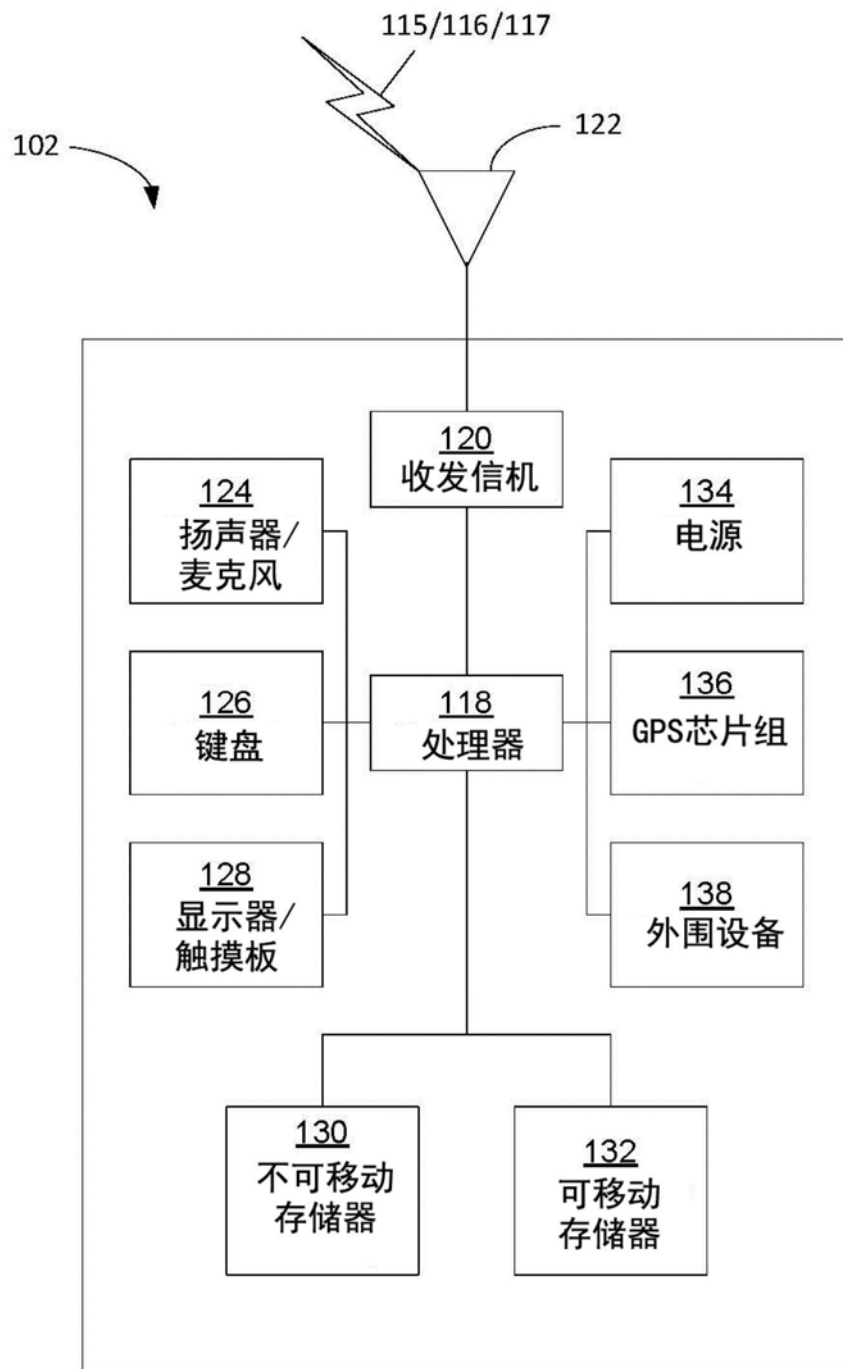 115/116/117
122
102
120
收发信机
124
扬声器/
麦克风
134
电源
126
键盘
118
处理器
136
GPS芯片组
128
显示器/
触摸板
138
外围设备
130
不可移动
存储器
132
可移动
存储器